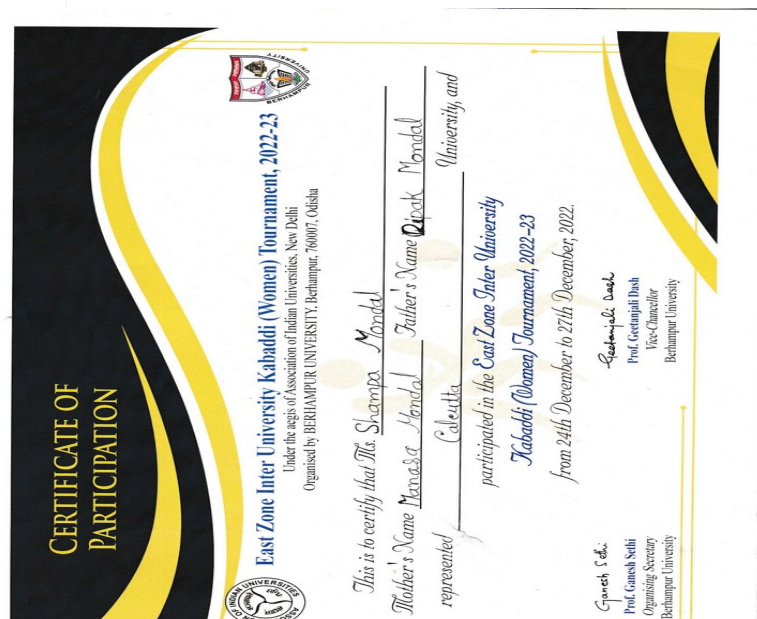 CERTIFICATE OF
PARTICIPATION
East Zone Inter University Kabaddi (Women) Tournament, 2022-23
Under the aegis of Association of Indian Universities, New Delhi
Organised by BERHAMPUR UNIVERSITY, Berhampur, 760007, Odisha
This is to certify that Ms. Shampa Mondal
Mother's Name Manasa Mondal Father's Name Dipak Mondal
represented Calcutta University, and
participated in the East Zone Inter University
Kabaddi (Women) Tournament, 2022-23
from 24th December to 27th December, 2022.
Ganesh Sethi
Prof. Ganesh Sethi
Organising Secretary
Berhampur University
Geetanjali Dash
Prof. Geetanjali Dash
Vice-Chancellor
Berhampur University
OF INDIAN UNIVERSITIES
BERHAMPUR UNIVERSITY